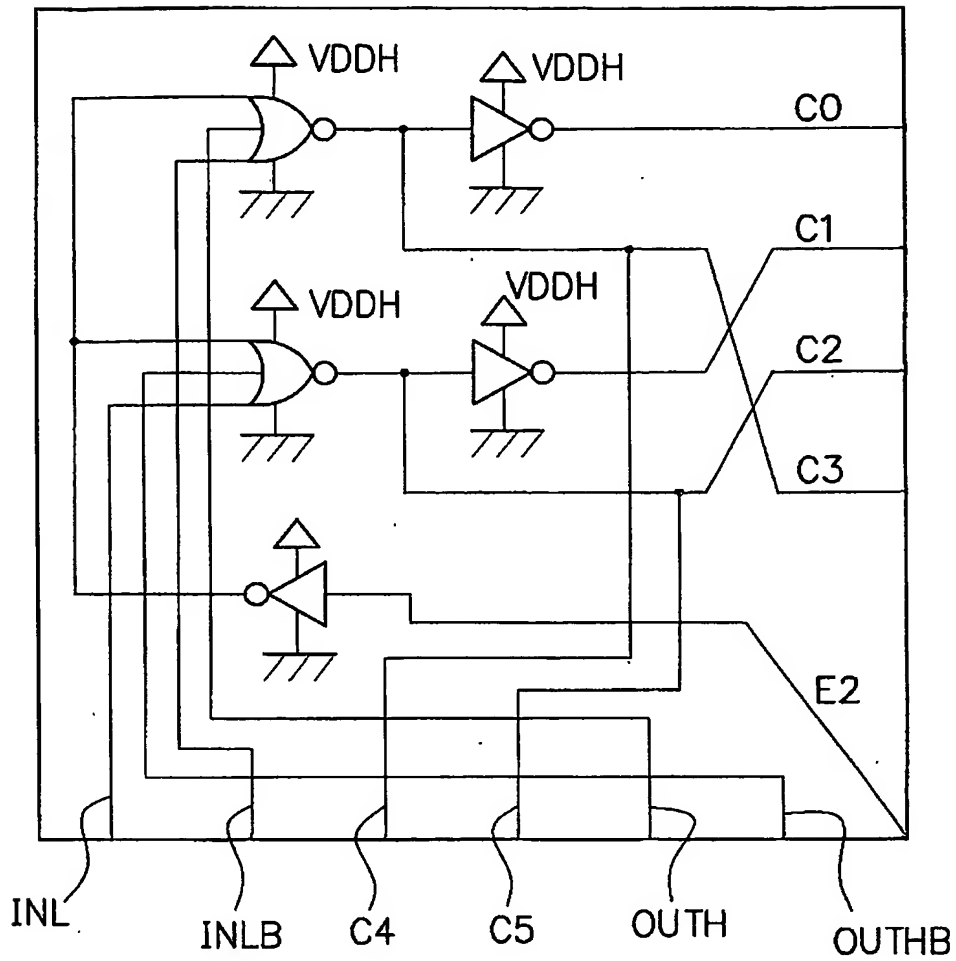 VDDH
VDDH
C0
C1
VDDH
VDDH
C2
C3
E2
INL
INLB
C4
C5
OUTH
OUTHB